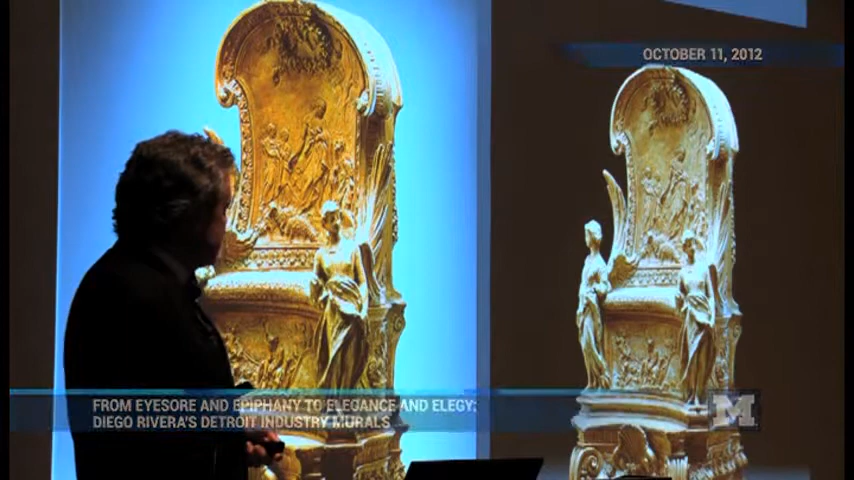 OCTOBER 11, 2012
FROM EYESORE AND EPIPHANY TO ELEGANCE AND ELEGY:
DIEGO RIVERA'S DETROIT INDUSTRY MURALS
M